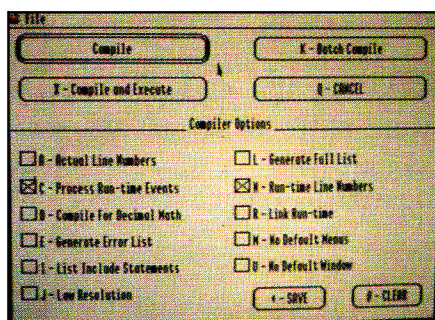 File
Compile
K - Batch Compile
X - Compile and Execute
Q - CANCEL
Compiler Options
A - Actual Line Numbers
L - Generate Full List
C - Process Run-time Events
N - Run-time Line Numbers
D - Compile For Decimal Math
R - Link Run-time
E - Generate Error List
M - No Default Menus
I - List Include Statements
U - No Default Window
J - Low Resolution
+ - SAVE
# - CLEAR